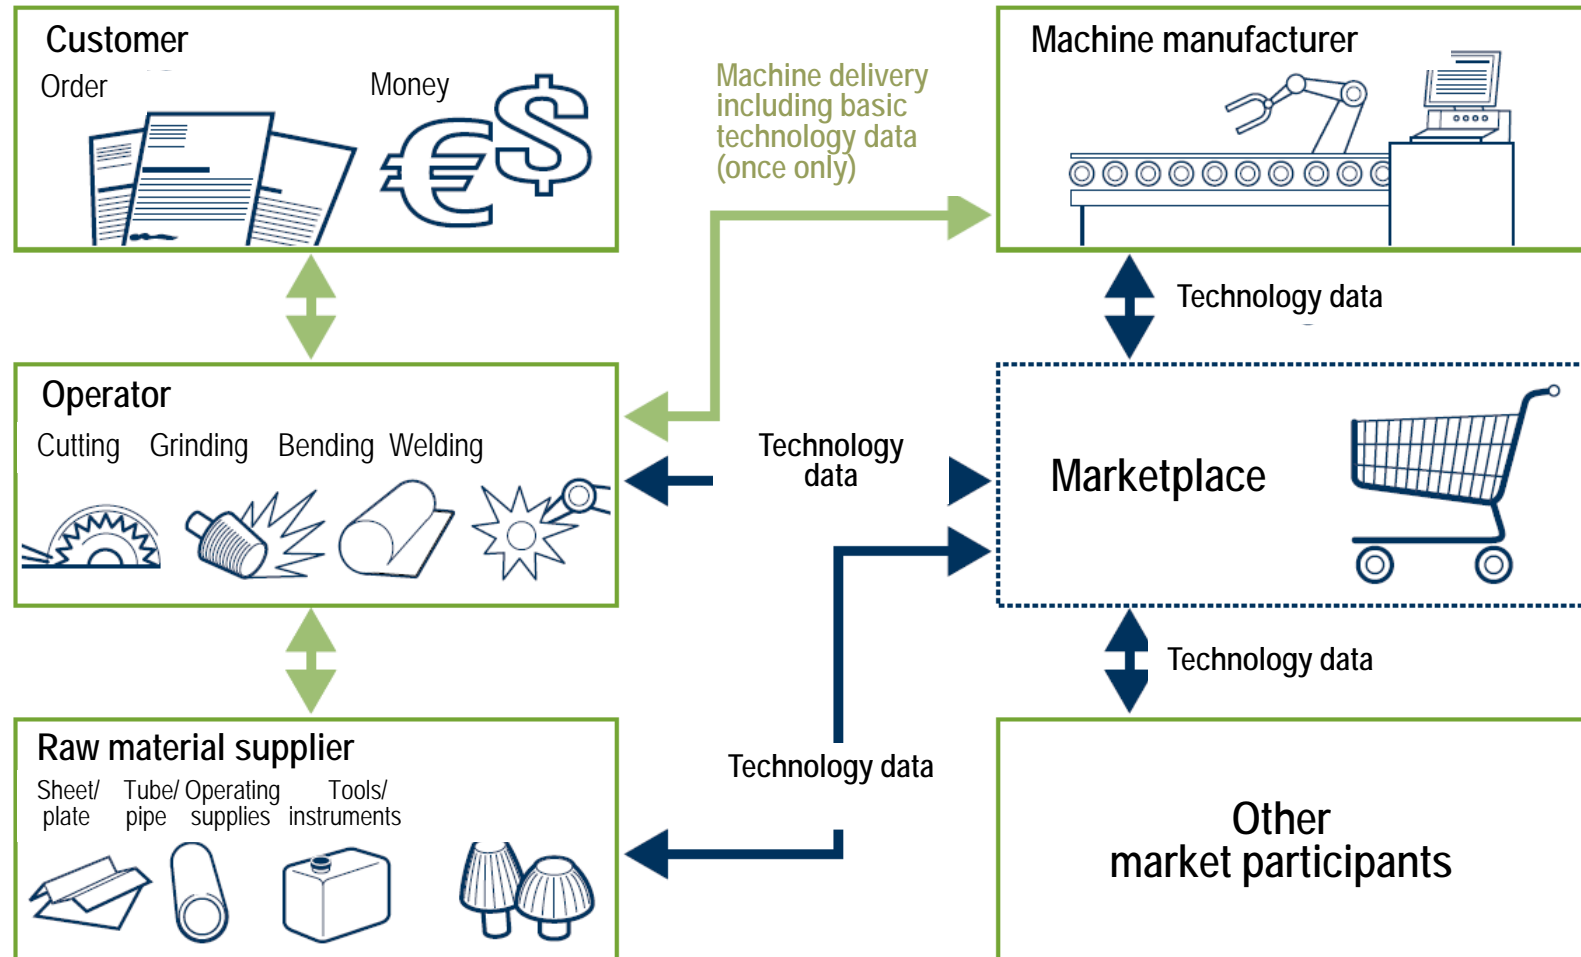 Customer
Order
Money
Machine delivery
including basic
technology data
(once only)
Machine manufacturer
Technology data
Operator
Cutting Grinding Bending Welding
Technology
data
Marketplace
Technology data
Raw material supplier
Sheet/
plate
Tube/
pipe
Operating
supplies
Tools/
instruments
Technology data
Other
market participants